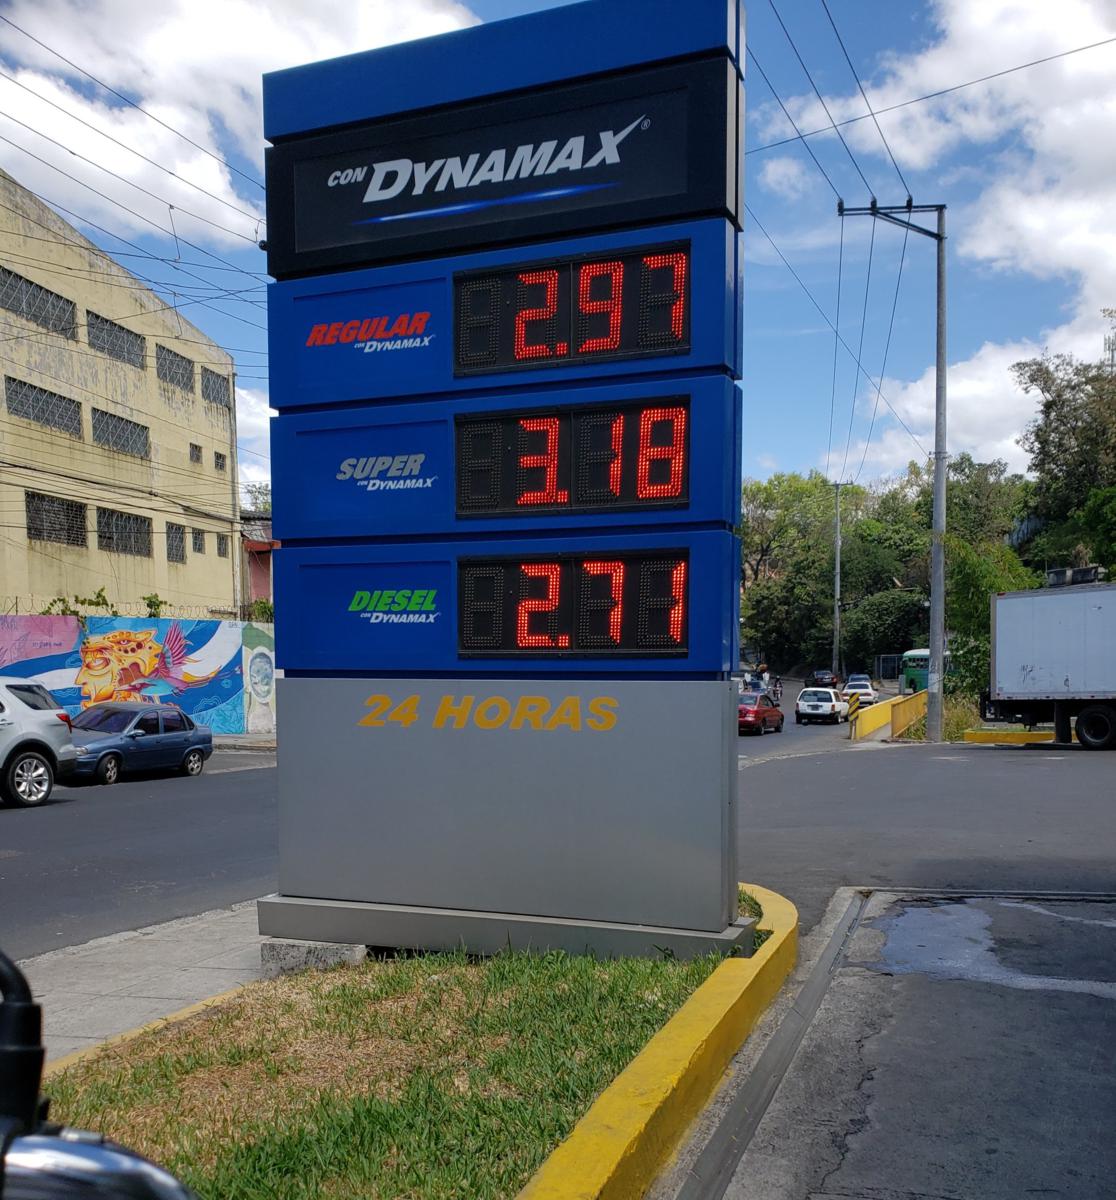 CON DYNAMAX®
REGULAR 2.97
CON DYNAMAX
SUPER 3.18
CON DYNAMAX
DIESEL 2.71
CON DYNAMAX
24 HORAS